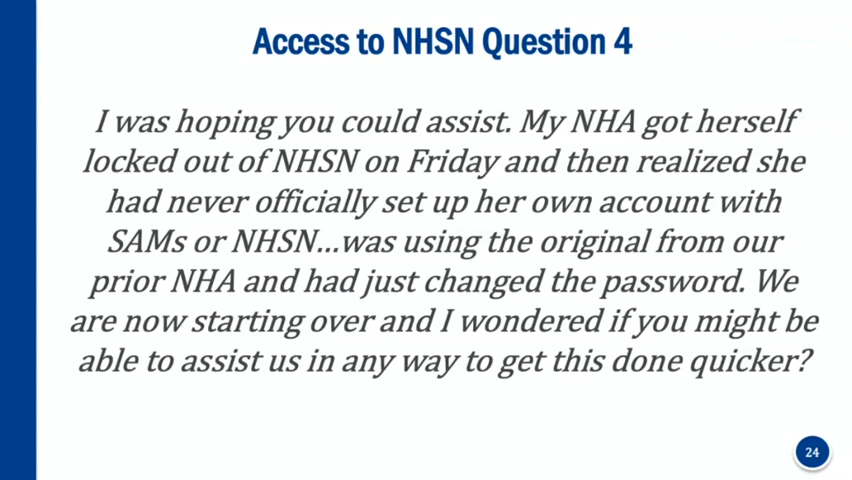 Access to NHSN Question 4
I was hoping you could assist. My NHA got herself
locked out of NHSN on Friday and then realized she
had never officially set up her own account with
SAMs or NHSN...was using the original from our
prior NHA and had just changed the password. We
are now starting over and I wondered if you might be
able to assist us in any way to get this done quicker?
24